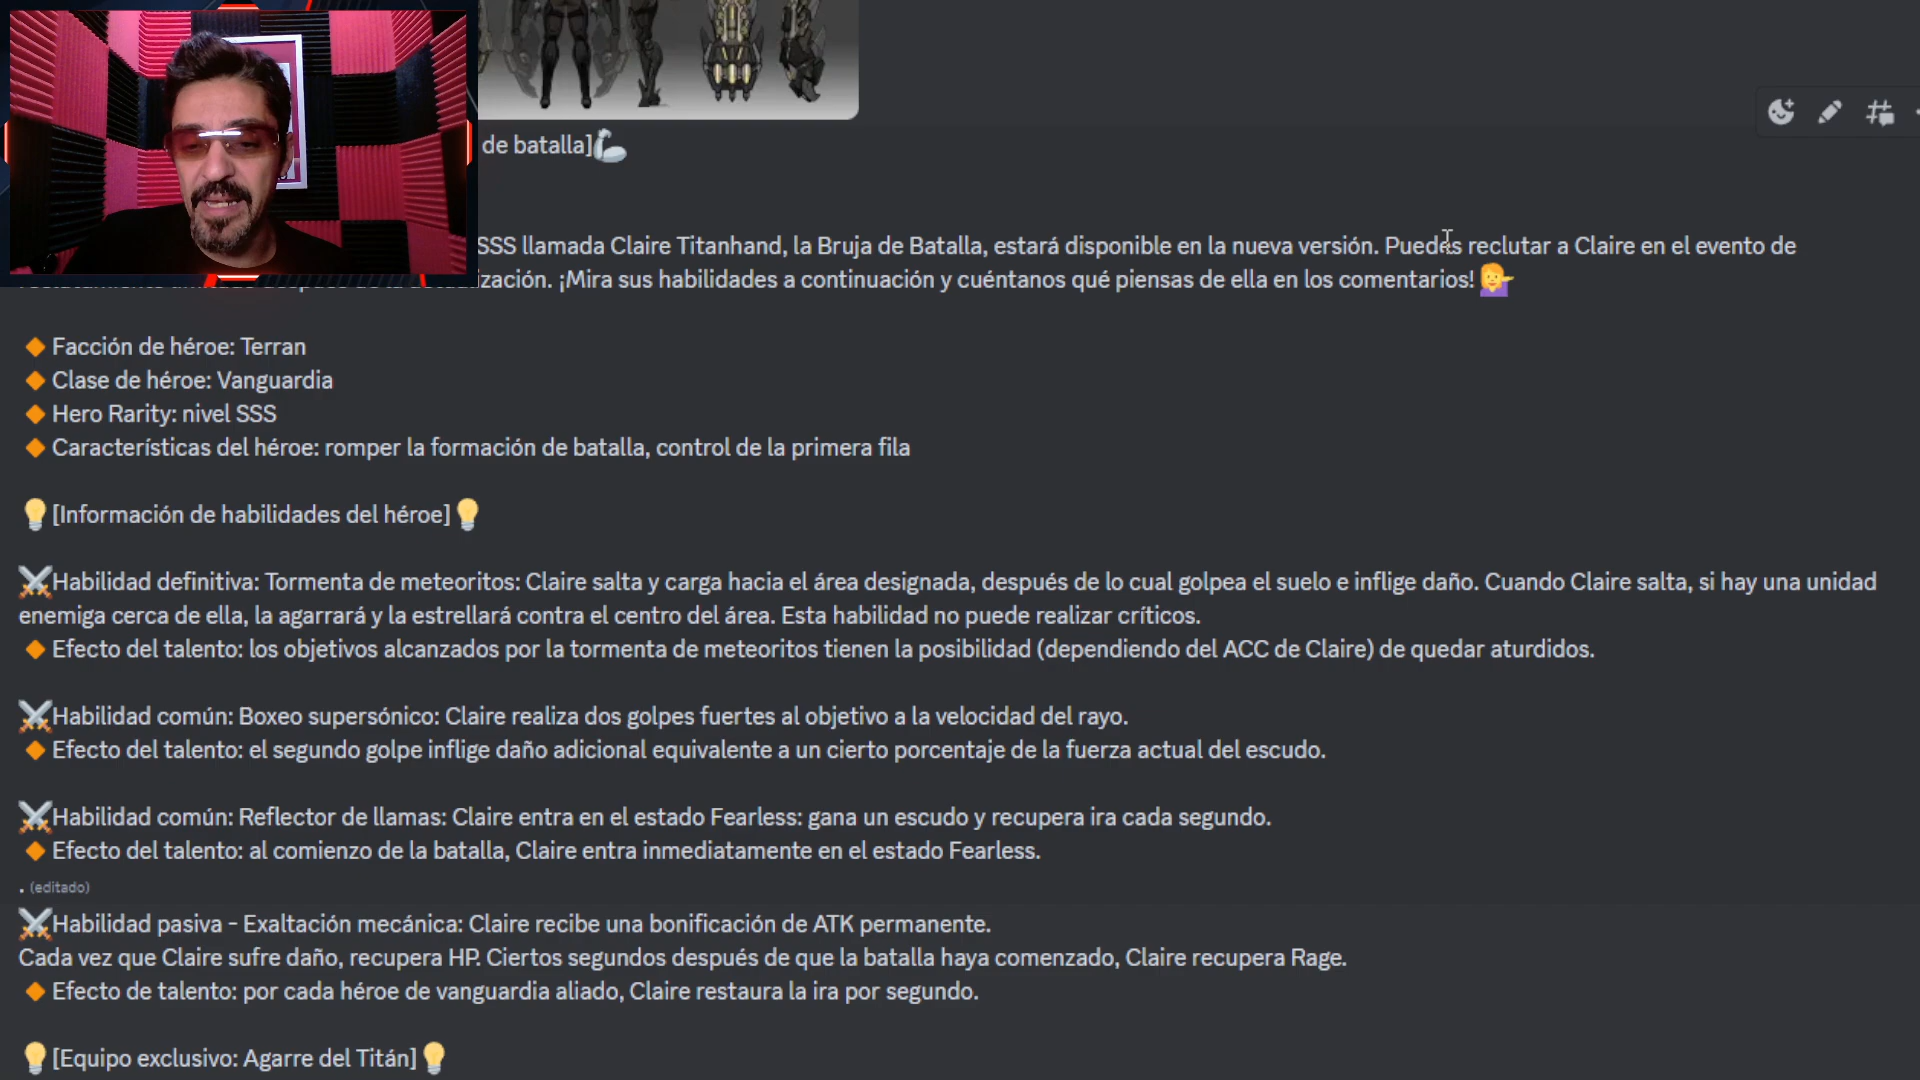 de batalla]
SSS llamada Claire Titanhand, la Bruja de Batalla, estará disponible en la nueva versión. Puedes reclutar a Claire en el evento de
zación. ¡Mira sus habilidades a continuación y cuéntanos qué piensas de ella en los comentarios!
Facción de héroe: Terran
Clase de héroe: Vanguardia
Hero Rarity: nivel SSS
Características del héroe: romper la formación de batalla, control de la primera fila
[Información de habilidades del héroe]
Habilidad definitiva: Tormenta de meteoritos: Claire salta y carga hacia el área designada, después de lo cual golpea el suelo e inflige daño. Cuando Claire salta, si hay una unidad
enemiga cerca de ella, la agarrará y la estrellará contra el centro del área. Esta habilidad no puede realizar críticos.
Efecto del talento: los objetivos alcanzados por la tormenta de meteoritos tienen la posibilidad (dependiendo del ACC de Claire) de quedar aturdidos.
Habilidad común: Boxeo supersónico: Claire realiza dos golpes fuertes al objetivo a la velocidad del rayo.
Efecto del talento: el segundo golpe inflige daño adicional equivalente a un cierto porcentaje de la fuerza actual del escudo.
Habilidad común: Reflector de llamas: Claire entra en el estado Fearless: gana un escudo y recupera ira cada segundo.
Efecto del talento: al comienzo de la batalla, Claire entra inmediatamente en el estado Fearless.
. (editado)
Habilidad pasiva - Exaltación mecánica: Claire recibe una bonificación de ATK permanente.
Cada vez que Claire sufre daño, recupera HP. Ciertos segundos después de que la batalla haya comenzado, Claire recupera Rage.
Efecto de talento: por cada héroe de vanguardia aliado, Claire restaura la ira por segundo.
[Equipo exclusivo: Agarre del Titán]